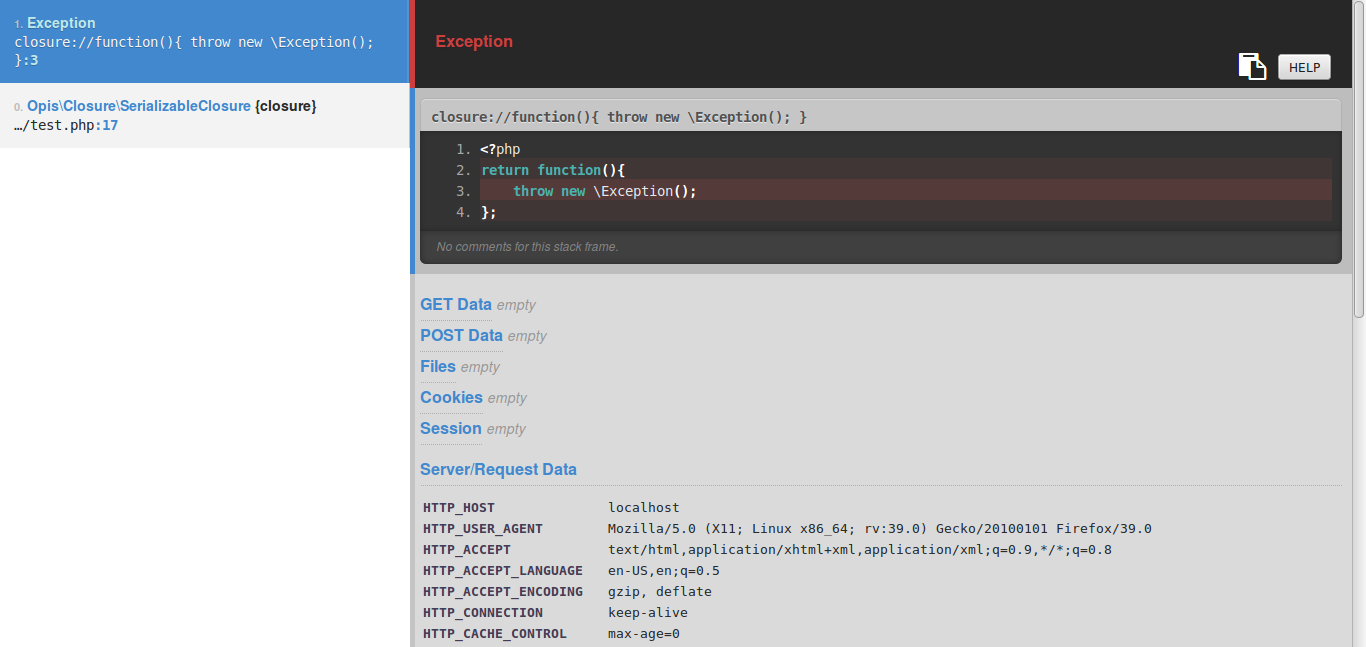 1. Exception
closure://function(){ throw new \Exception();
}:3
0. Opis\Closure\SerializableClosure {closure}
…/test.php:17
Exception
HELP
closure://function(){ throw new \Exception(); }
1. <?php
2. return function(){
3.     throw new \Exception();
4. };
No comments for this stack frame.
GET Data empty
POST Data empty
Files empty
Cookies empty
Session empty
Server/Request Data
HTTP_HOST localhost
HTTP_USER_AGENT Mozilla/5.0 (X11; Linux x86_64; rv:39.0) Gecko/20100101 Firefox/39.0
HTTP_ACCEPT text/html,application/xhtml+xml,application/xml;q=0.9,*/*;q=0.8
HTTP_ACCEPT_LANGUAGE en-US,en;q=0.5
HTTP_ACCEPT_ENCODING gzip, deflate
HTTP_CONNECTION keep-alive
HTTP_CACHE_CONTROL max-age=0